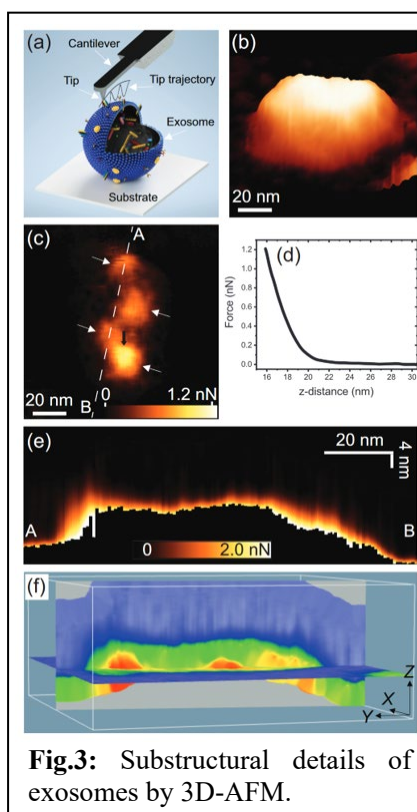 (a)
Cantilever
Tip
Tip trajectory
Exosome
Substrate
(b)
20 nm
(c)
A
B
20 nm
0 1.2 nN
(d)
Force (nN)
1.2
1.0
0.8
0.6
0.4
0.2
0.0
16 18 20 22 24 26 28 30
z-distance (nm)
(e)
20 nm
4 nm
A
B
0 2.0 nN
(f)
Z
X
Y
Fig.3: Substructural details of
exosomes by 3D-AFM.